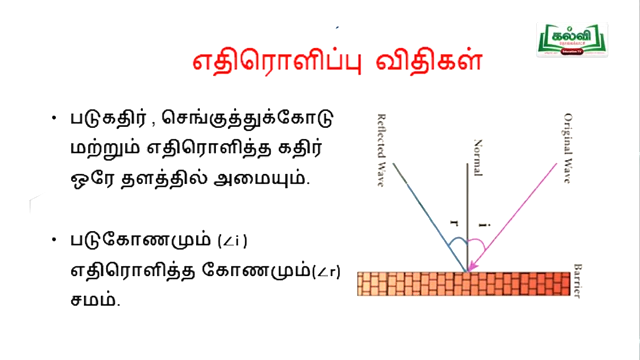 கல்வி
எதிரொளிப்பு விதிகள்
• படுகதிர் , செங்குத்துக்கோடு
மற்றும் எதிரொளித்த கதிர்
ஒரே தளத்தில் அமையும்.
• படுகோணமும் (∠i )
எதிரொளித்த கோணமும்(∠r)
சமம்.
Reflected Wave
Normal
Original Wave
r
i
Barrier